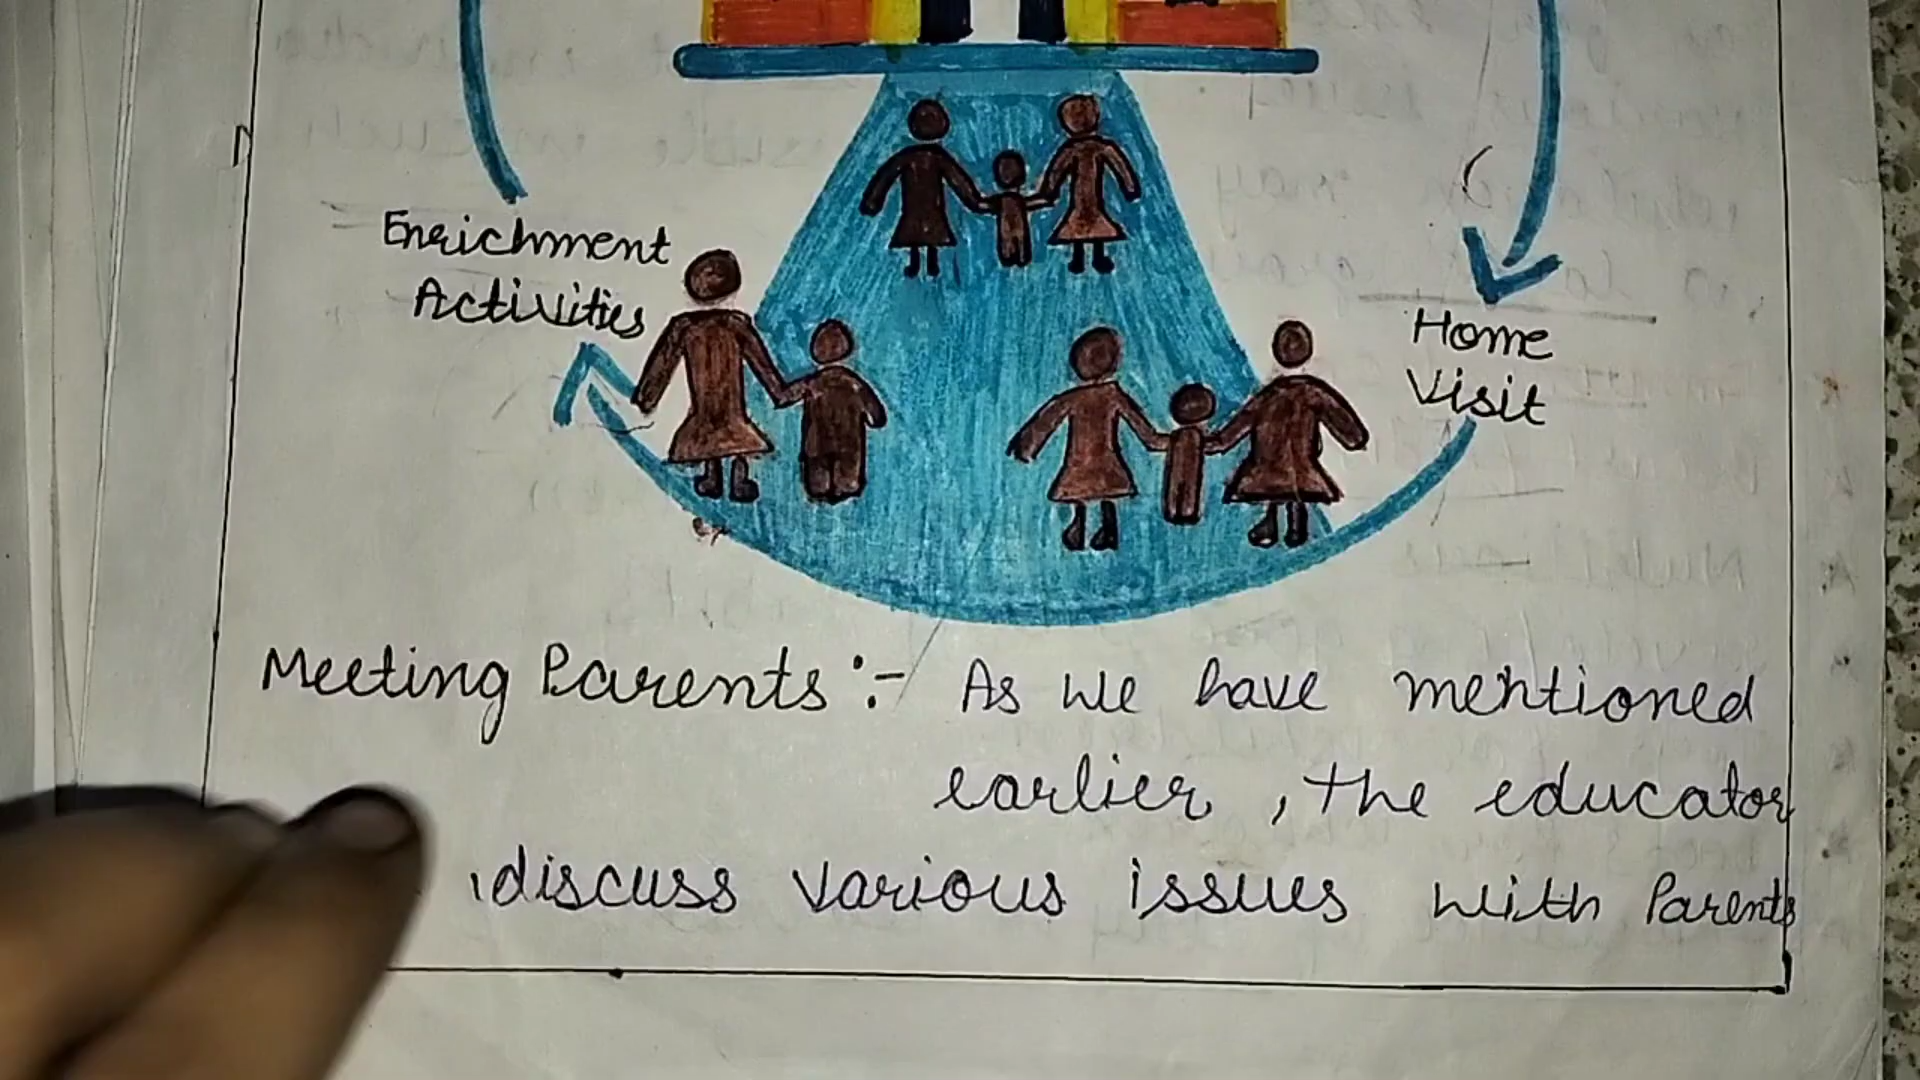 Enrichment
Activities
Home
Visit
Meeting Parents :- As we have mentioned
earlier, the educator
discuss various issues with Parents